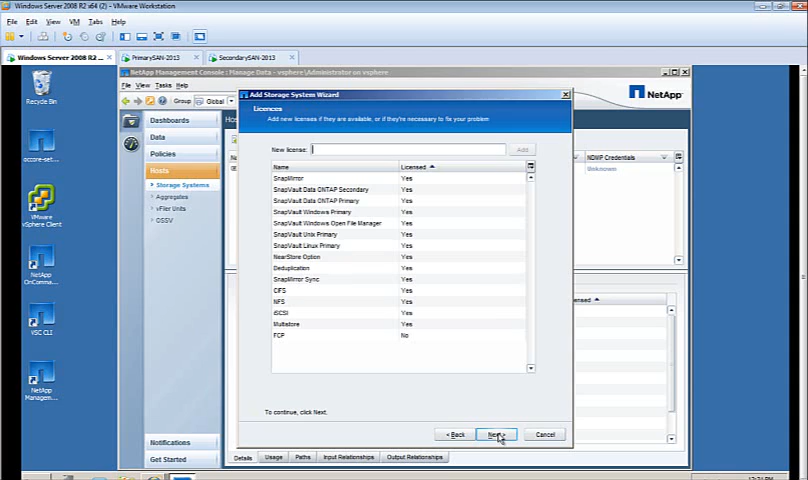 Windows Server 2008 R2 x64 (2) - VMware Workstation
File Edit View VM Tabs Help
Windows Server 2008 R2 ... PrimarySAN-2013 SecondarySAN-2013
NetApp Management Console : Manage Data - vsphere\Administrator on vsphere
File View Tasks Help
Group Global
NetApp
Recycle Bin
occore-set...
VMware vSphere Client
NetApp OnComma...
VSC CLI
NetApp Managem...
Dashboards
Data
Policies
Hosts
Storage Systems
Aggregates
vFiler Units
OSSV
Notifications
Get Started
Add Storage System Wizard
Licences
Add new licenses if they are available, or if they're necessary to fix your problem
New license: Add
Name Licensed
SnapMirror Yes
SnapVault Data ONTAP Secondary Yes
SnapVault Data ONTAP Primary Yes
SnapVault Windows Primary Yes
SnapVault Windows Open File Manager Yes
SnapVault Unix Primary Yes
SnapVault Linux Primary Yes
NearStore Option Yes
Deduplication Yes
SnapMirror Sync Yes
CIFS Yes
NFS Yes
iSCSI Yes
Multistore Yes
FCP No
To continue, click Next.
< Back Next > Cancel
NDMP Credentials
Unknown
Details Usage Paths Input Relationships Output Relationships